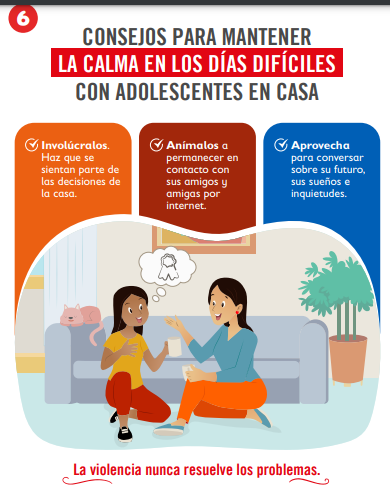 6
CONSEJOS PARA MANTENER
LA CALMA EN LOS DÍAS DIFÍCILES
CON ADOLESCENTES EN CASA
Involúcralos.
Haz que se
sientan parte de
las decisiones de
la casa.
Anímalos a
permanecer en
contacto con
sus amigos y
amigas por
internet.
Aprovecha
para conversar
sobre su futuro,
sus sueños e
inquietudes.
La violencia nunca resuelve los problemas.